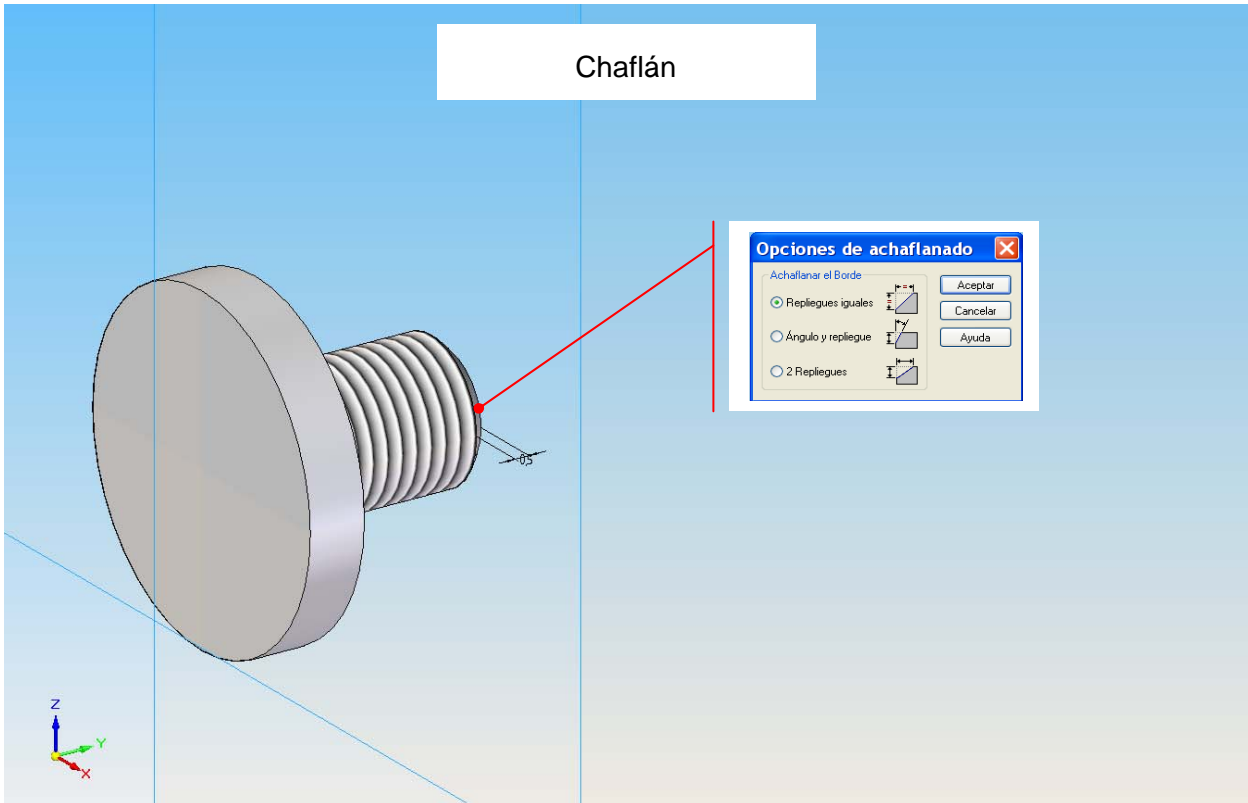 Chaflán
Opciones de achaflanado
Achaflanar el Borde
Repliegues iguales
Ángulo y repliegue
2 Repliegues
Aceptar
Cancelar
Ayuda
0,5
Z
Y
X